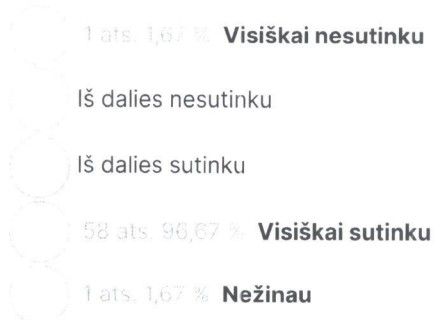 1 ats. 1,67 % Visiškai nesutinku
Iš dalies nesutinku
Iš dalies sutinku
58 ats. 96,67 % Visiškai sutinku
1 ats. 1,67 % Nežinau